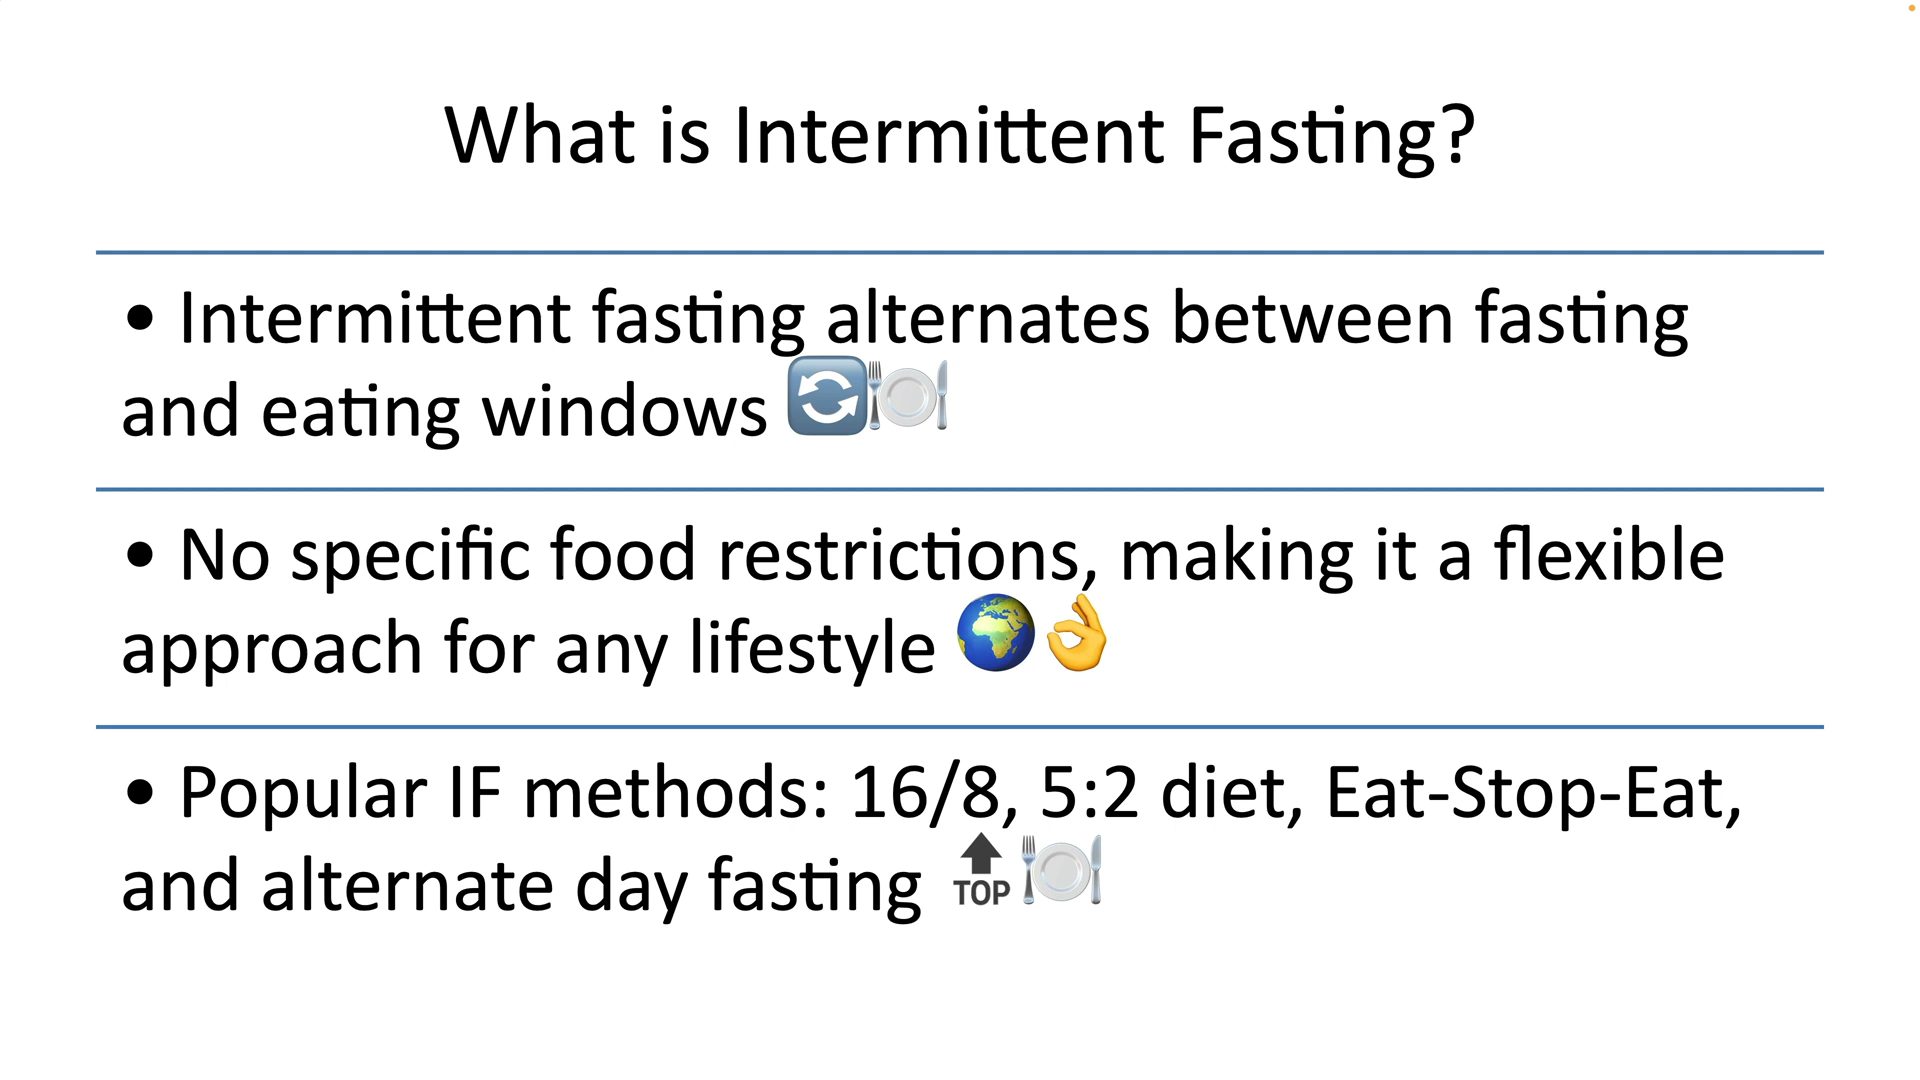 What is Intermittent Fasting?
• Intermittent fasting alternates between fasting
and eating windows 🔄🍽️
• No specific food restrictions, making it a flexible
approach for any lifestyle 🌍👌
• Popular IF methods: 16/8, 5:2 diet, Eat-Stop-Eat,
and alternate day fasting 🔝🍽️